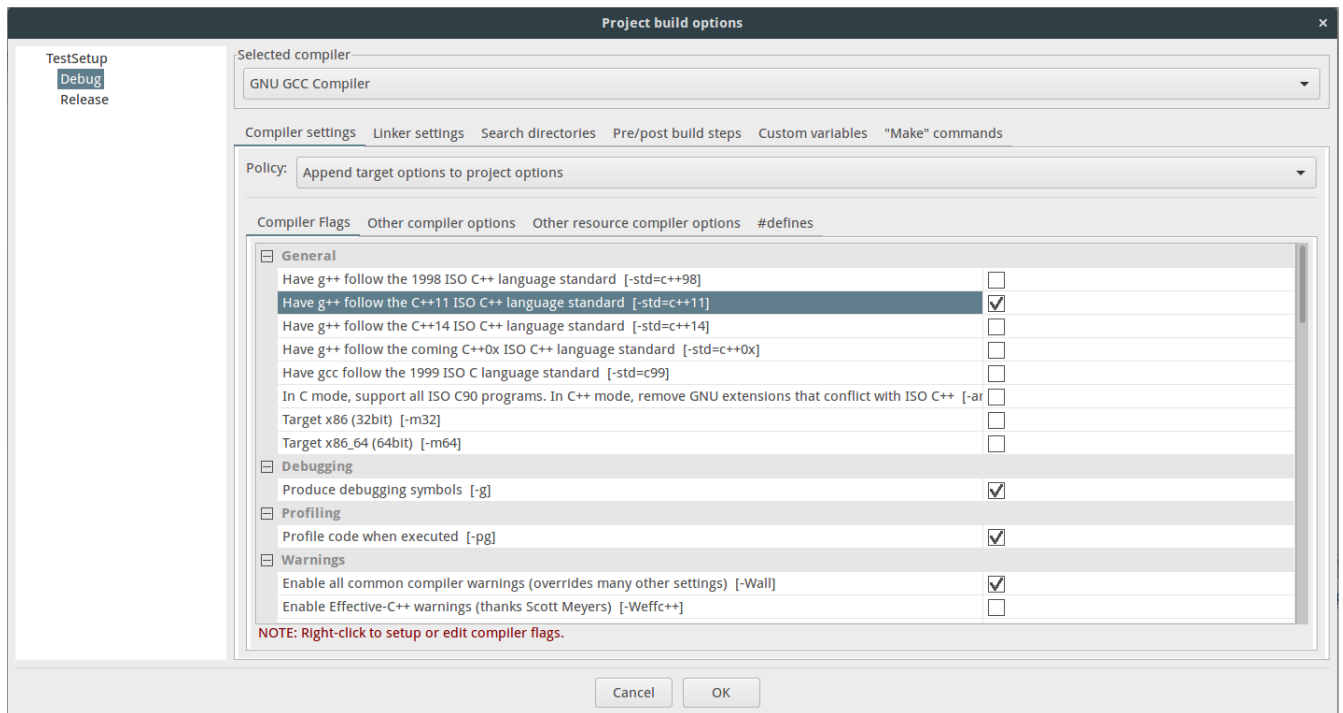 Project build options
TestSetup
Debug
Release
Selected compiler
GNU GCC Compiler
Compiler settings Linker settings Search directories Pre/post build steps Custom variables "Make" commands
Policy: Append target options to project options
Compiler Flags Other compiler options Other resource compiler options #defines
General
Have g++ follow the 1998 ISO C++ language standard [-std=c++98]
Have g++ follow the C++11 ISO C++ language standard [-std=c++11]
Have g++ follow the C++14 ISO C++ language standard [-std=c++14]
Have g++ follow the coming C++0x ISO C++ language standard [-std=c++0x]
Have gcc follow the 1999 ISO C language standard [-std=c99]
In C mode, support all ISO C90 programs. In C++ mode, remove GNU extensions that conflict with ISO C++
Target x86 (32bit) [-m32]
Target x86_64 (64bit) [-m64]
Debugging
Produce debugging symbols [-g]
Profiling
Profile code when executed [-pg]
Warnings
Enable all common compiler warnings (overrides many other settings) [-Wall]
Enable Effective-C++ warnings (thanks Scott Meyers) [-Weffc++]
NOTE: Right-click to setup or edit compiler flags.
Cancel OK